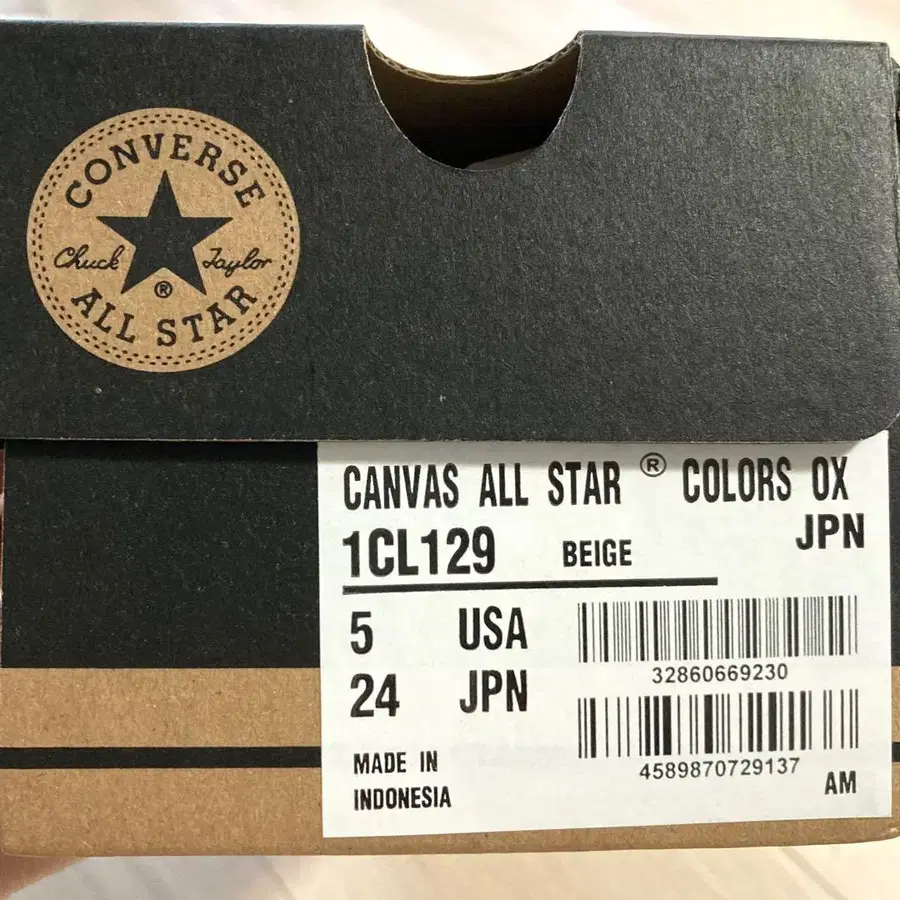 CONVERSE
Chuck Taylor
®
ALL STAR
CANVAS ALL STAR ® COLORS OX
JPN
1CL129 BEIGE
5 USA
24 JPN
32860669230
4589870729137
MADE IN
INDONESIA
AM